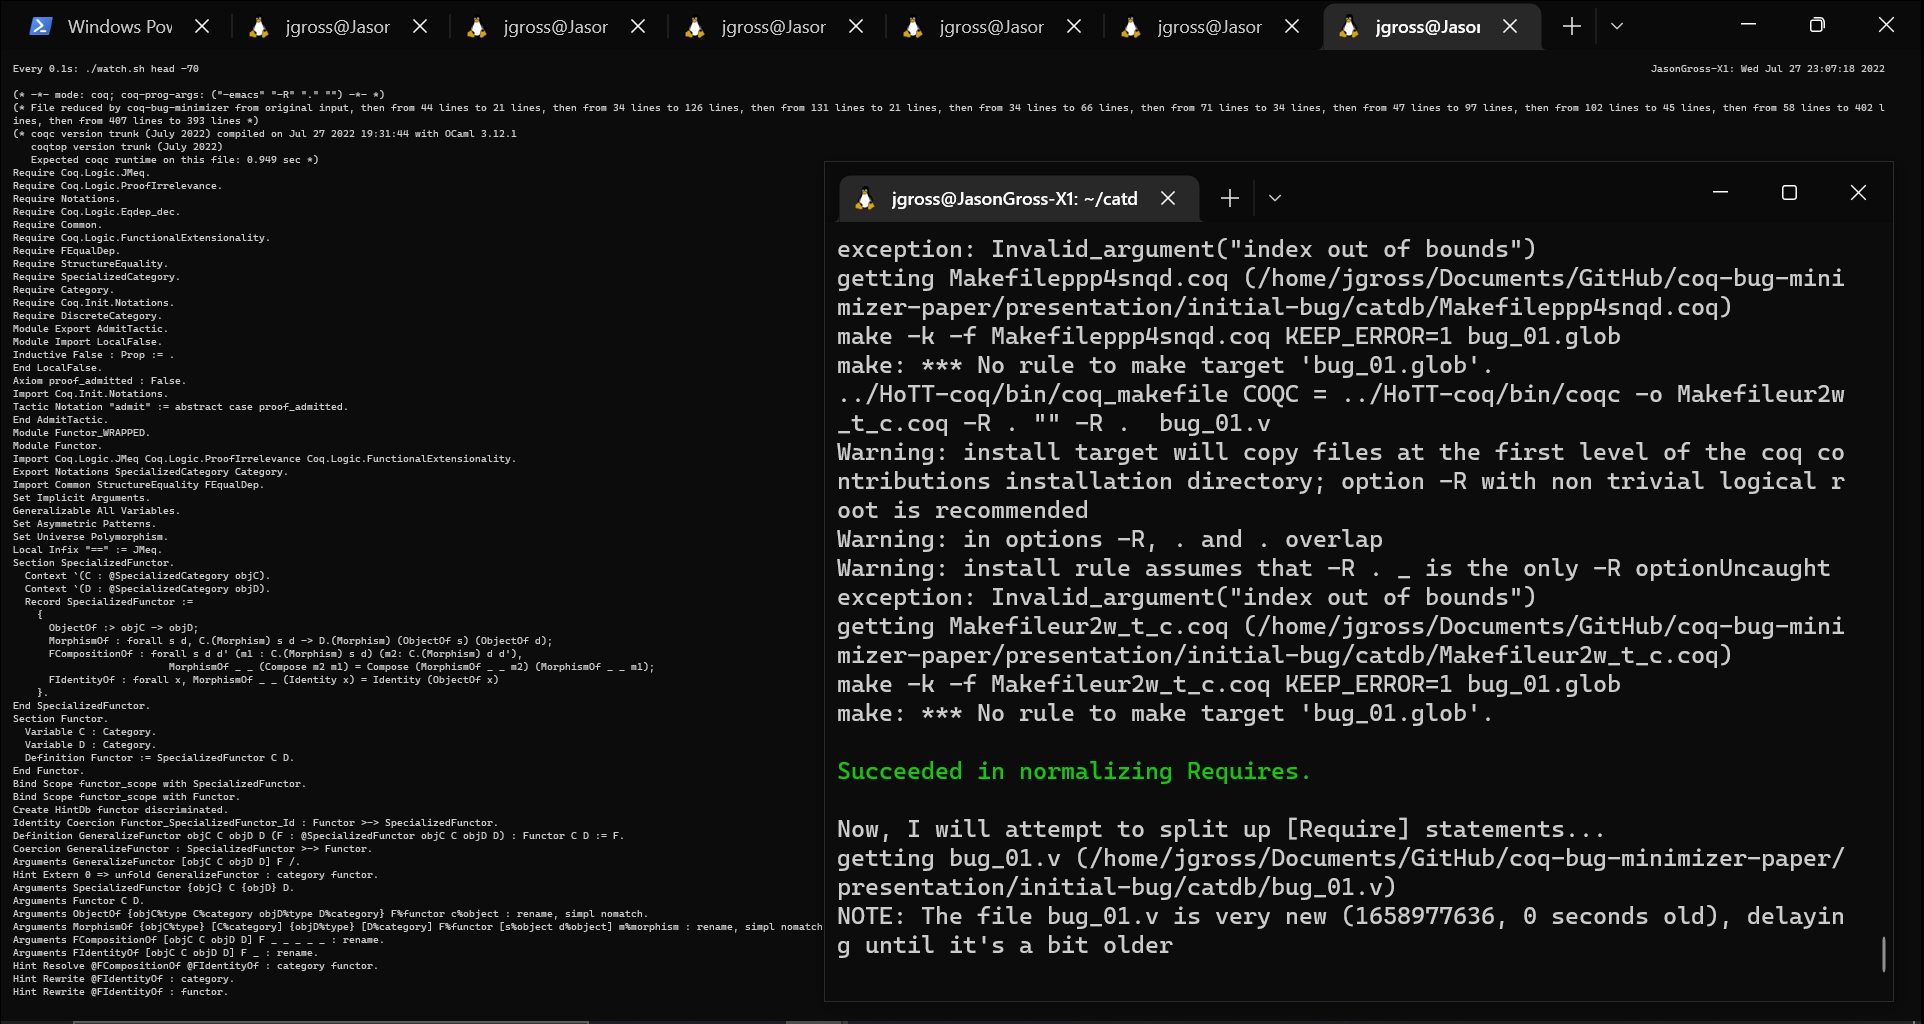 Windows Pov
jgross@Jasor
jgross@Jasor
jgross@Jasor
jgross@Jasor
jgross@Jasor
jgross@Jasor
Every 0.1s: ./watch.sh head -70
JasonGross-X1: Wed Jul 27 23:07:18 2022
(* -*- mode: coq; coq-prog-args: ("-emacs" "-R" "." "") -*- *)
(* File reduced by coq-bug-minimizer from original input, then from 44 lines to 21 lines, then from 34 lines to 126 lines, then from 131 lines to 21 lines, then from 34 lines to 66 lines, then from 71 lines to 34 lines, then from 47 lines to 97 lines, then from 102 lines to 45 lines, then from 58 lines to 402 l
ines, then from 407 lines to 393 lines *)
(* coqc version trunk (July 2022) compiled on Jul 27 2022 19:31:44 with OCaml 3.12.1
   coqtop version trunk (July 2022)
   Expected coqc runtime on this file: 0.949 sec *)
Require Coq.Logic.JMeq.
Require Coq.Logic.ProofIrrelevance.
Require Notations.
Require Coq.Logic.Eqdep_dec.
Require Common.
Require Coq.Logic.FunctionalExtensionality.
Require FEqualDep.
Require StructureEquality.
Require SpecializedCategory.
Require Category.
Require Coq.Init.Notations.
Require DiscreteCategory.
Module Export AdmitTactic.
Module Import LocalFalse.
Inductive False : Prop := .
End LocalFalse.
Axiom proof_admitted : False.
Import Coq.Init.Notations.
Tactic Notation "admit" := abstract case proof_admitted.
End AdmitTactic.
Module Functor_WRAPPED.
Module Functor.
Import Coq.Logic.JMeq Coq.Logic.ProofIrrelevance Coq.Logic.FunctionalExtensionality.
Export Notations SpecializedCategory Category.
Import Common StructureEquality FEqualDep.
Set Implicit Arguments.
Generalizable All Variables.
Set Asymmetric Patterns.
Set Universe Polymorphism.
Local Infix "==" := JMeq.
Section SpecializedFunctor.
  Context `(C : @SpecializedCategory objC).
  Context `(D : @SpecializedCategory objD).
  Record SpecializedFunctor :=
    {
      ObjectOf :> objC -> objD;
      MorphismOf : forall s d, C.(Morphism) s d -> D.(Morphism) (ObjectOf s) (ObjectOf d);
      FCompositionOf : forall s d d' (m1 : C.(Morphism) s d) (m2: C.(Morphism) d d'),
                          MorphismOf _ _ (Compose m2 m1) = Compose (MorphismOf _ _ m2) (MorphismOf _ _ m1);
      FIdentityOf : forall x, MorphismOf _ _ (Identity x) = Identity (ObjectOf x)
    }.
End SpecializedFunctor.
Section Functor.
  Variable C : Category.
  Variable D : Category.
  Definition Functor := SpecializedFunctor C D.
End Functor.
Bind Scope functor_scope with SpecializedFunctor.
Bind Scope functor_scope with Functor.
Create HintDb functor discriminated.
Identity Coercion Functor_SpecializedFunctor_Id : Functor >-> SpecializedFunctor.
Definition GeneralizeFunctor objC C objD D (F : @SpecializedFunctor objC C objD D) : Functor C D := F.
Coercion GeneralizeFunctor : SpecializedFunctor >-> Functor.
Arguments GeneralizeFunctor [objC C objD D] F /.
Hint Extern 0 => unfold GeneralizeFunctor : category functor.
Arguments SpecializedFunctor {objC} C {objD} D.
Arguments Functor C D.
Arguments ObjectOf {objC%type C%category objD%type D%category} F%functor c%object : rename, simpl nomatch.
Arguments MorphismOf {objC%type} [C%category] {objD%type} [D%category] F%functor [s%object d%object] m%morphism : rename, simpl nomatch
Arguments FCompositionOf [objC C objD D] F _ _ _ _ _ : rename.
Arguments FIdentityOf [objC C objD D] F _ : rename.
Hint Resolve @FCompositionOf @FIdentityOf : category functor.
Hint Rewrite @FIdentityOf : category.
Hint Rewrite @FIdentityOf : functor.
jgross@JasonGross-X1: ~/catd
exception: Invalid_argument("index out of bounds")
getting Makefileppp4snqd.coq (/home/jgross/Documents/GitHub/coq-bug-mini
mizer-paper/presentation/initial-bug/catdb/Makefileppp4snqd.coq)
make -k -f Makefileppp4snqd.coq KEEP_ERROR=1 bug_01.glob
make: *** No rule to make target 'bug_01.glob'.
../HoTT-coq/bin/coq_makefile COQC = ../HoTT-coq/bin/coqc -o Makefileur2w
_t_c.coq -R . "" -R .  bug_01.v
Warning: install target will copy files at the first level of the coq co
ntributions installation directory; option -R with non trivial logical r
oot is recommended
Warning: in options -R, . and . overlap
Warning: install rule assumes that -R . _ is the only -R optionUncaught
exception: Invalid_argument("index out of bounds")
getting Makefileur2w_t_c.coq (/home/jgross/Documents/GitHub/coq-bug-mini
mizer-paper/presentation/initial-bug/catdb/Makefileur2w_t_c.coq)
make -k -f Makefileur2w_t_c.coq KEEP_ERROR=1 bug_01.glob
make: *** No rule to make target 'bug_01.glob'.
Succeeded in normalizing Requires.
Now, I will attempt to split up [Require] statements...
getting bug_01.v (/home/jgross/Documents/GitHub/coq-bug-minimizer-paper/
presentation/initial-bug/catdb/bug_01.v)
NOTE: The file bug_01.v is very new (1658977636, 0 seconds old), delayin
g until it's a bit older